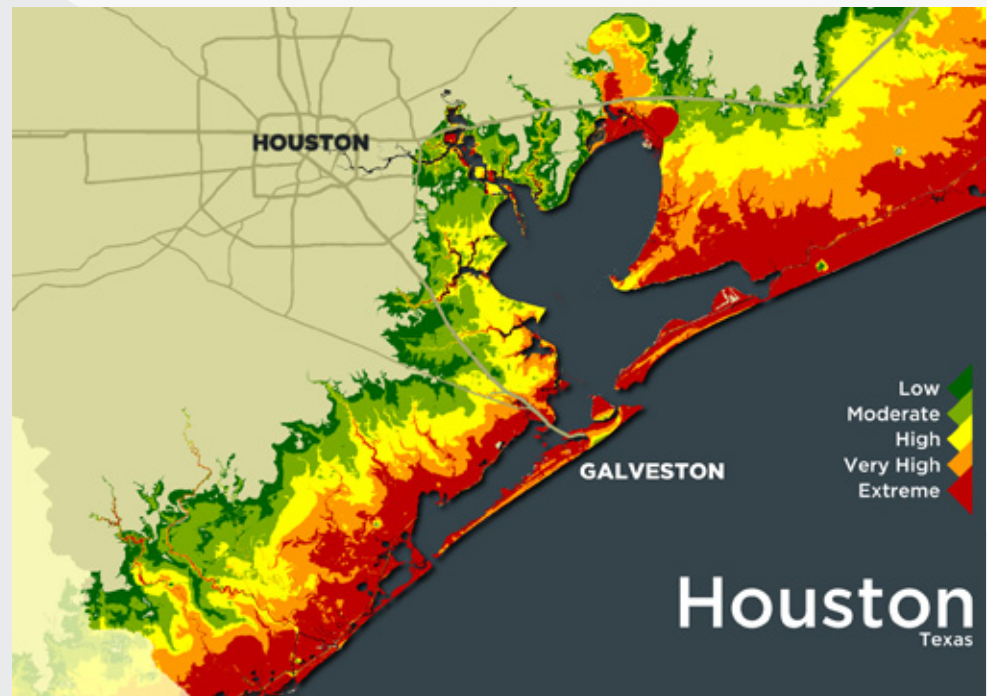 HOUSTON
Low
Moderate
High
Very High
Extreme
GALVESTON
Houston
Texas